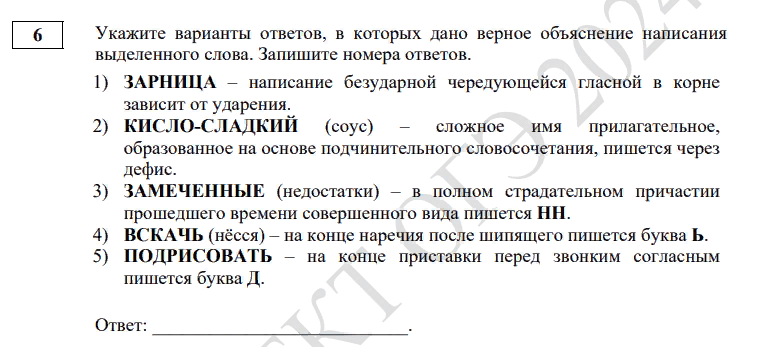 6
Укажите варианты ответов, в которых дано верное объяснение написания
выделенного слова. Запишите номера ответов.
1) ЗАРНИЦА – написание безударной чередующейся гласной в корне
зависит от ударения.
2) КИСЛО-СЛАДКИЙ (соус) – сложное имя прилагательное,
образованное на основе подчинительного словосочетания, пишется через
дефис.
3) ЗАМЕЧЕННЫЕ (недостатки) – в полном страдательном причастии
прошедшего времени совершенного вида пишется НН.
4) ВСКАЧЬ (нёсся) – на конце наречия после шипящего пишется буква Ь.
5) ПОДРИСОВАТЬ – на конце приставки перед звонким согласным
пишется буква Д.
Ответ: ___________________________.
ЕКТ ОГЭ 2024